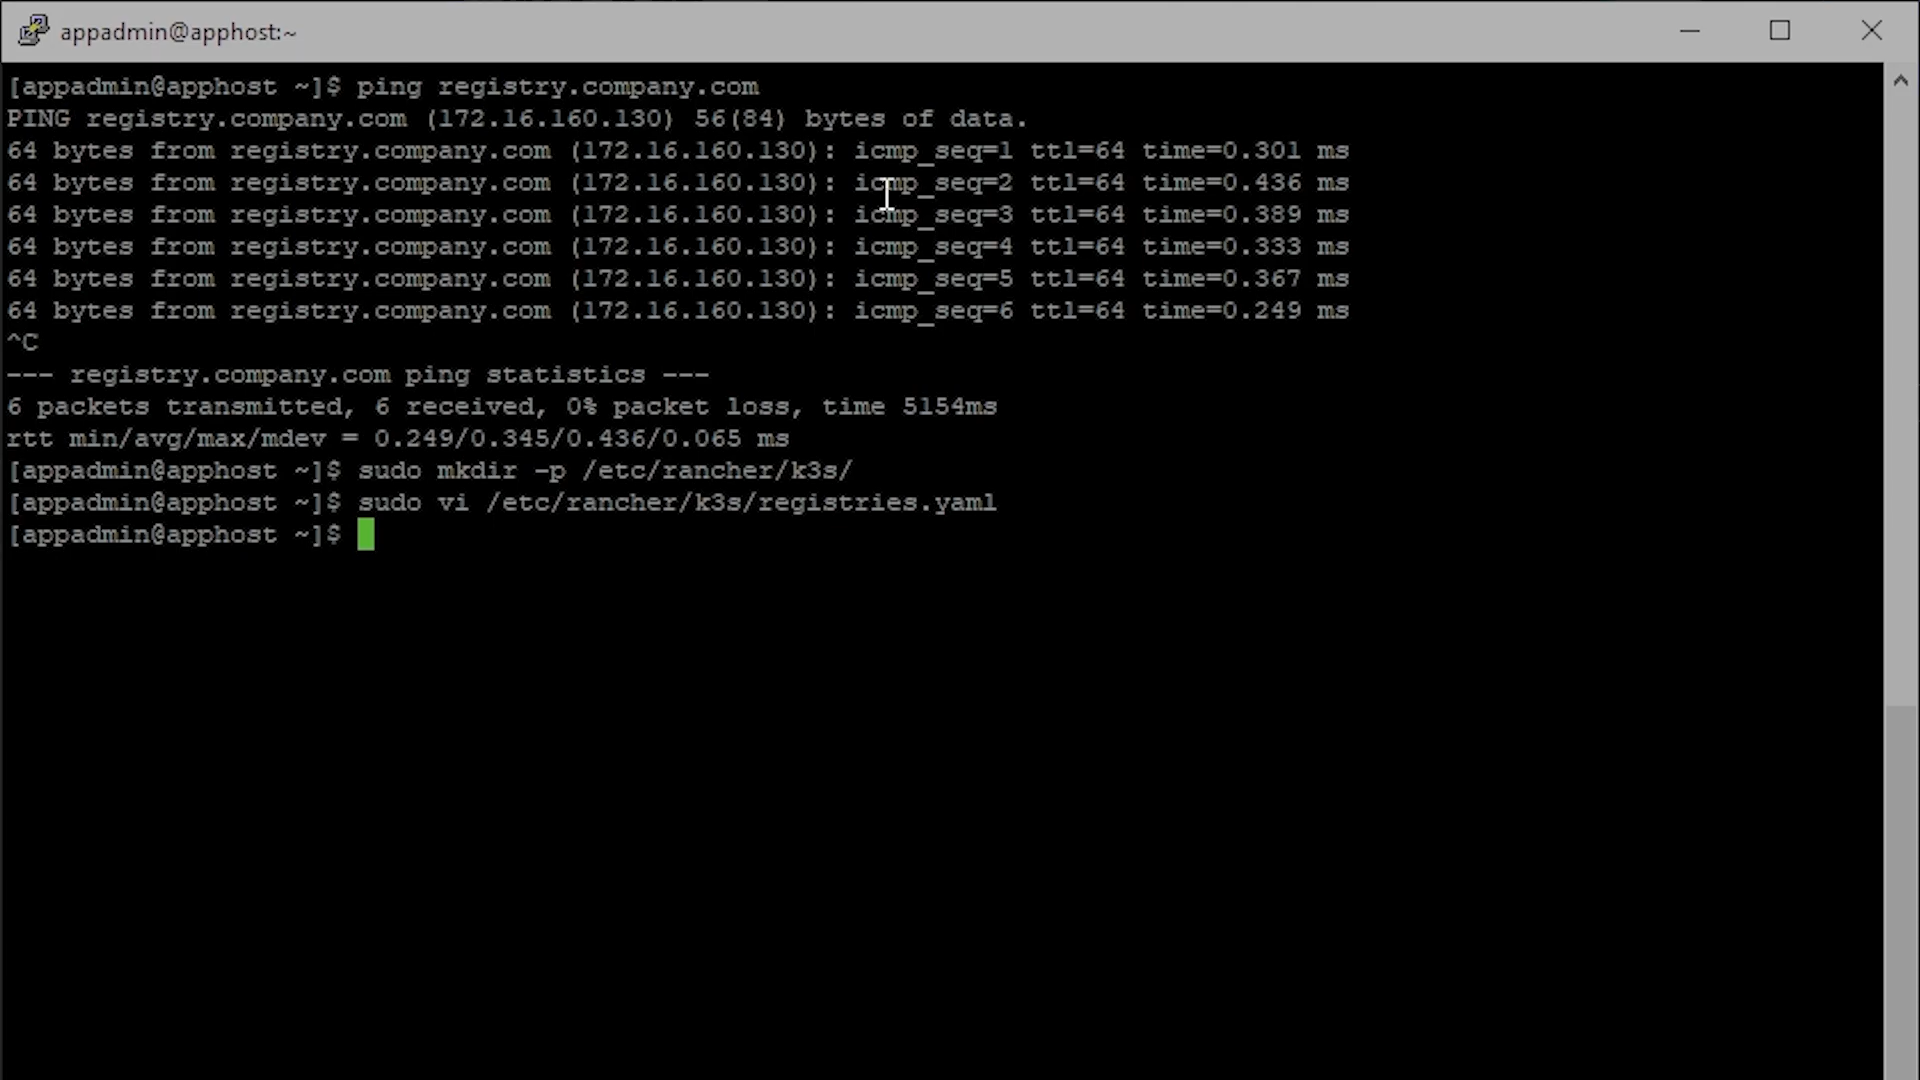 appadmin@apphost:~
[appadmin@apphost ~]$ ping registry.company.com
PING registry.company.com (172.16.160.130) 56(84) bytes of data.
64 bytes from registry.company.com (172.16.160.130): icmp_seq=1 ttl=64 time=0.301 ms
64 bytes from registry.company.com (172.16.160.130): icmp_seq=2 ttl=64 time=0.436 ms
64 bytes from registry.company.com (172.16.160.130): icmp_seq=3 ttl=64 time=0.389 ms
64 bytes from registry.company.com (172.16.160.130): icmp_seq=4 ttl=64 time=0.333 ms
64 bytes from registry.company.com (172.16.160.130): icmp_seq=5 ttl=64 time=0.367 ms
64 bytes from registry.company.com (172.16.160.130): icmp_seq=6 ttl=64 time=0.249 ms
^C
--- registry.company.com ping statistics ---
6 packets transmitted, 6 received, 0% packet loss, time 5154ms
rtt min/avg/max/mdev = 0.249/0.345/0.436/0.065 ms
[appadmin@apphost ~]$ sudo mkdir -p /etc/rancher/k3s/
[appadmin@apphost ~]$ sudo vi /etc/rancher/k3s/registries.yaml
[appadmin@apphost ~]$